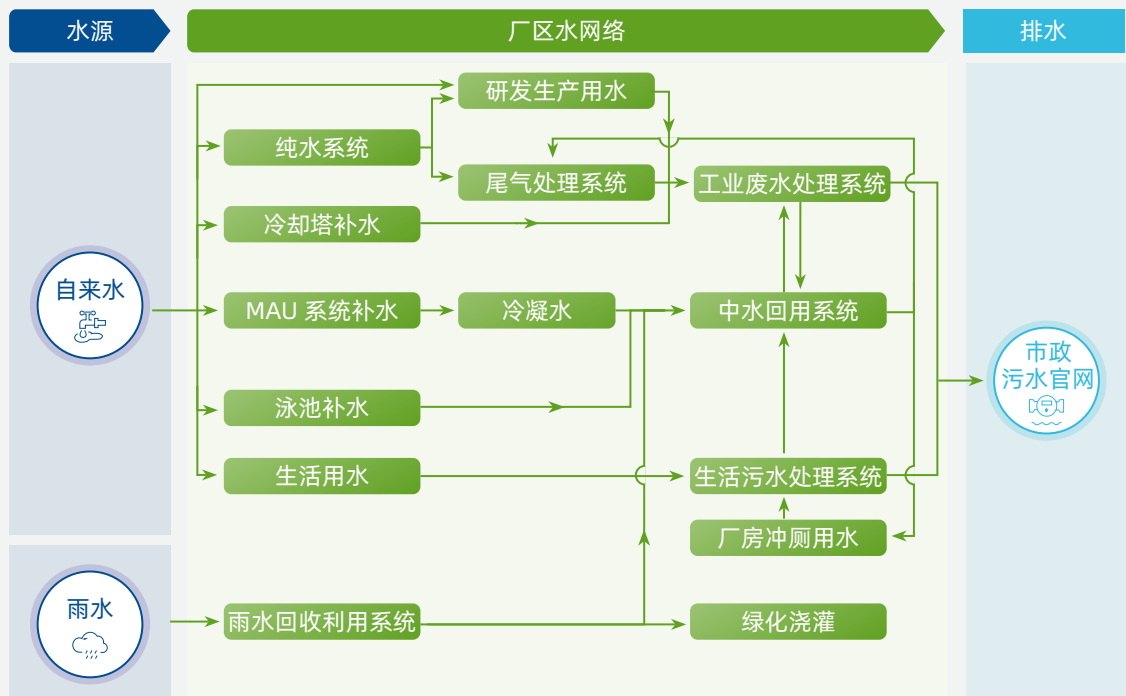 水源
厂区水网络
排水
研发生产用水
纯水系统
尾气处理系统
工业废水处理系统
冷却塔补水
自来水
MAU 系统补水
冷凝水
中水回用系统
市政
污水官网
泳池补水
生活用水
生活污水处理系统
厂房冲厕用水
雨水
雨水回收利用系统
绿化浇灌